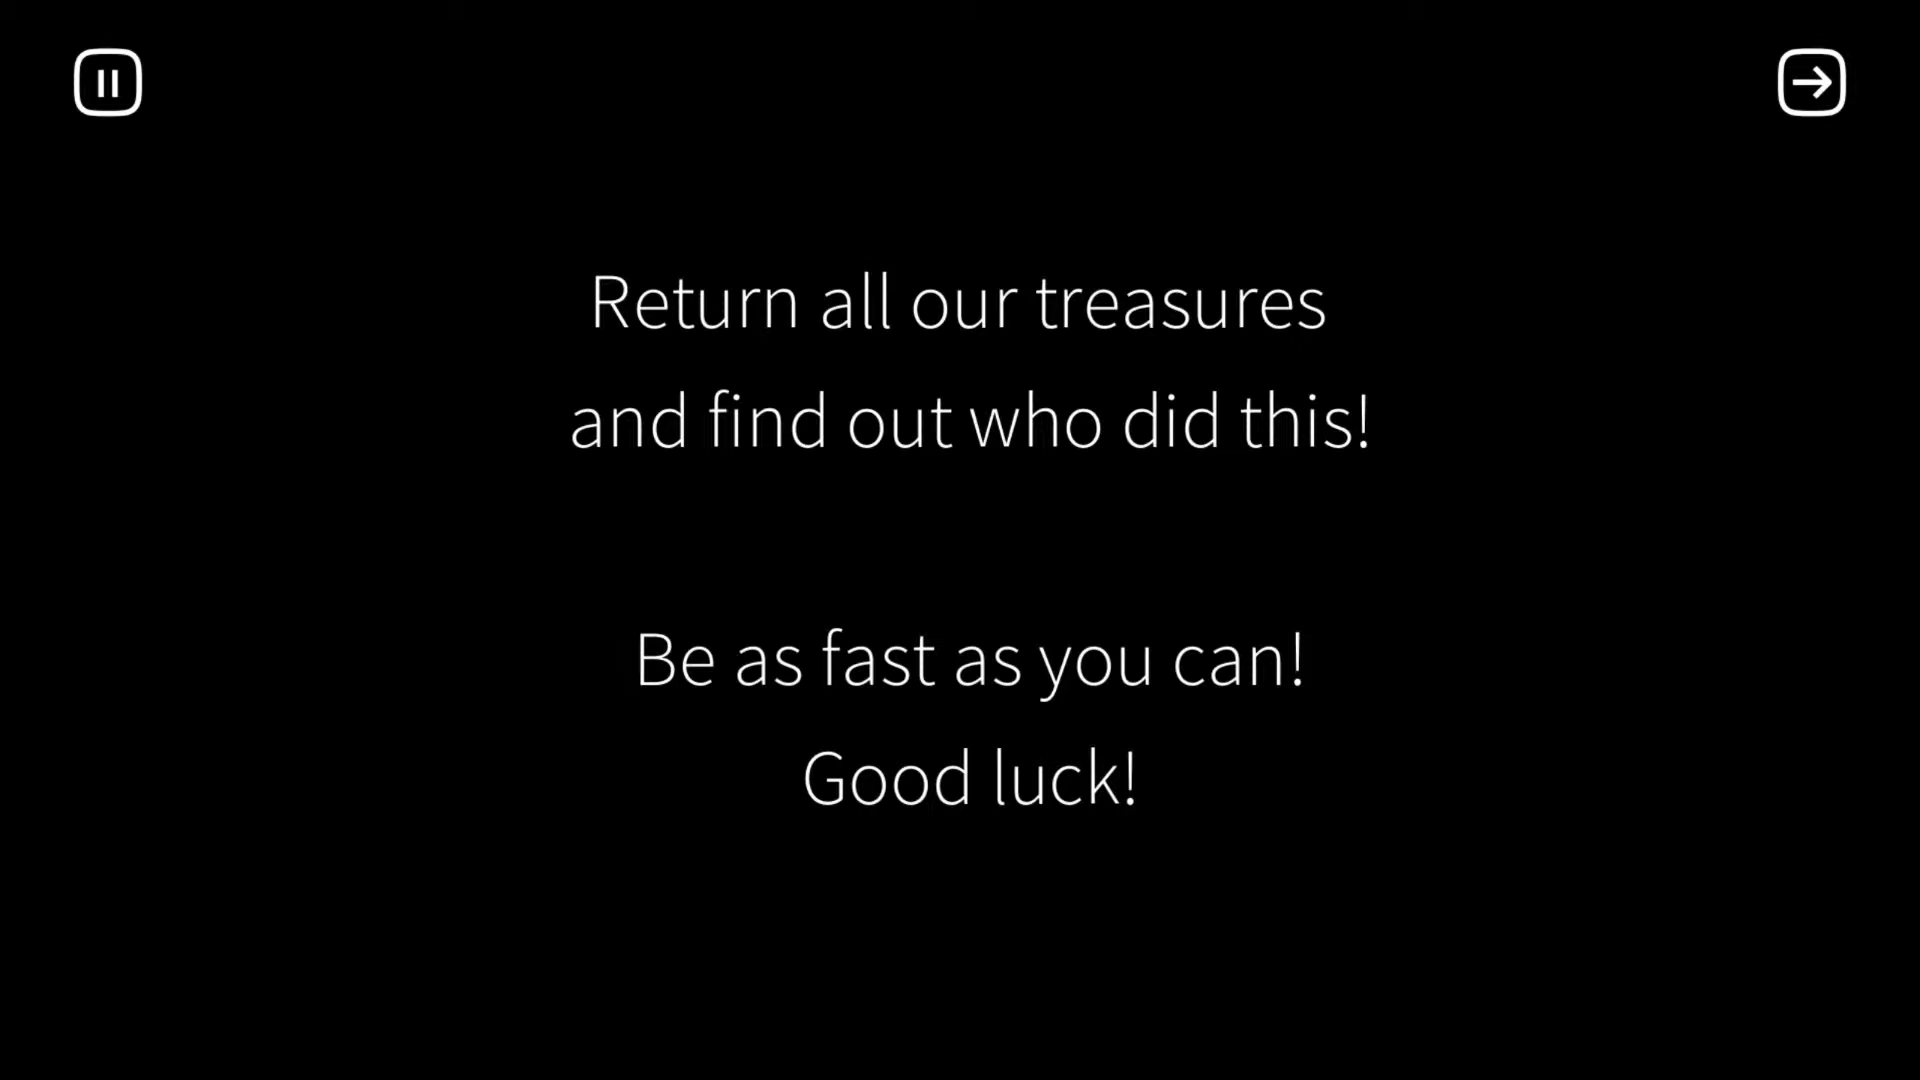 Return all our treasures
and find out who did this!
Be as fast as you can!
Good luck!